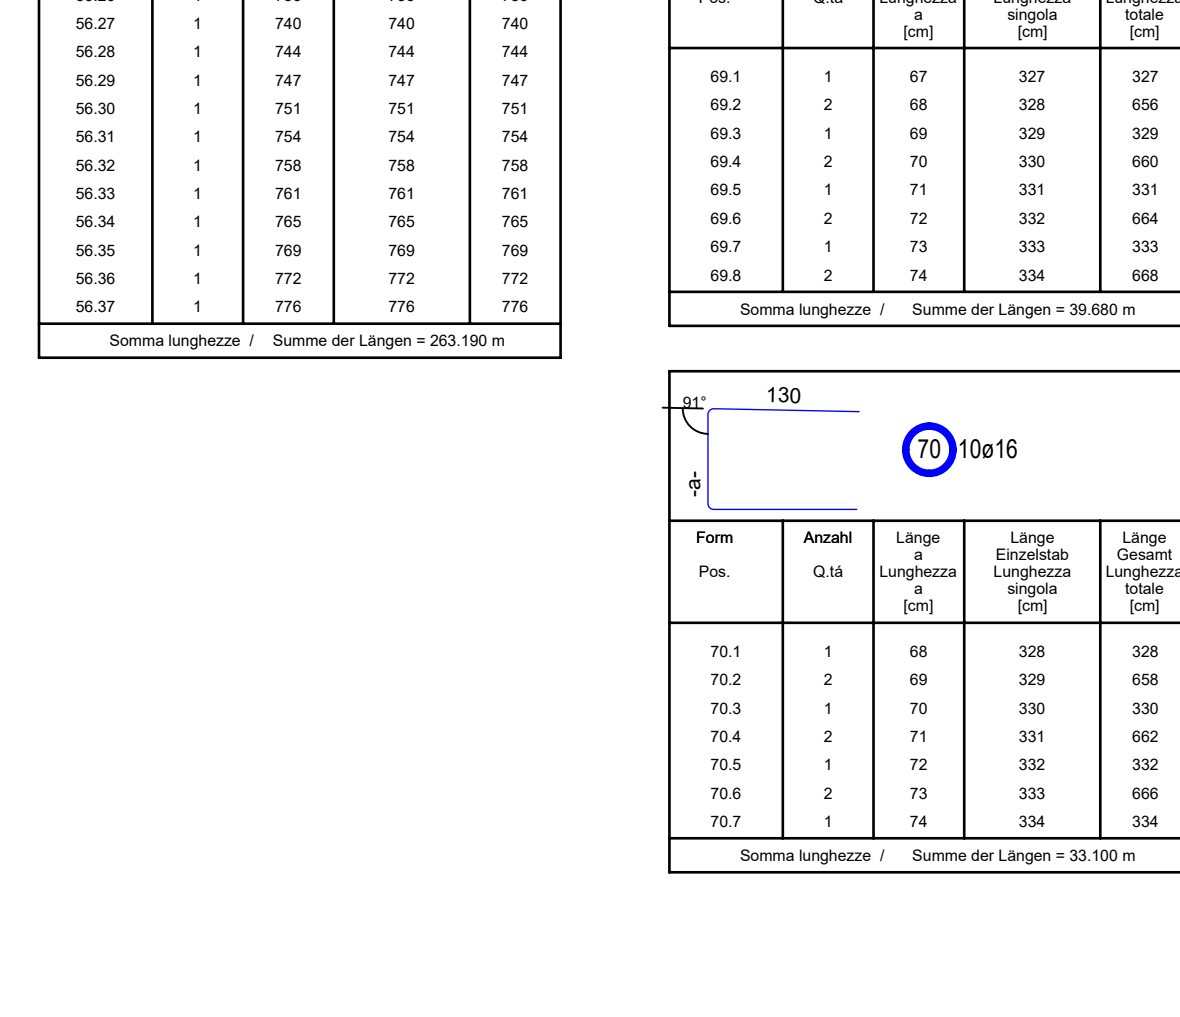 56.27 1 740 740 740
56.28 1 744 744 744
56.29 1 747 747 747
56.30 1 751 751 751
56.31 1 754 754 754
56.32 1 758 758 758
56.33 1 761 761 761
56.34 1 765 765 765
56.35 1 769 769 769
56.36 1 772 772 772
56.37 1 776 776 776
Somma lunghezze / Summe der Längen = 263.190 m
a singola totale
[cm] [cm] [cm]
69.1 1 67 327 327
69.2 2 68 328 656
69.3 1 69 329 329
69.4 2 70 330 660
69.5 1 71 331 331
69.6 2 72 332 664
69.7 1 73 333 333
69.8 2 74 334 668
Somma lunghezze / Summe der Längen = 39.680 m
91° 130
70 10ø16
-a-
Form Anzahl Länge Länge Länge
a Einzelstab Gesamt
Pos. Q.tá Lunghezza Lunghezza Lunghezza
a singola totale
[cm] [cm] [cm]
70.1 1 68 328 328
70.2 2 69 329 658
70.3 1 70 330 330
70.4 2 71 331 662
70.5 1 72 332 332
70.6 2 73 333 666
70.7 1 74 334 334
Somma lunghezze / Summe der Längen = 33.100 m